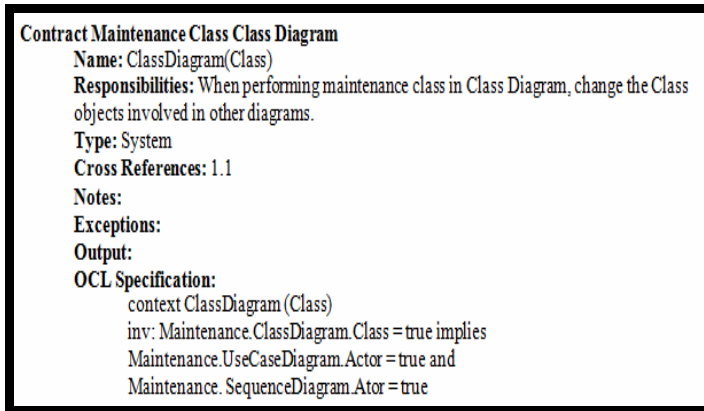 Contract Maintenance Class Class Diagram
Name: ClassDiagram(Class)
Responsibilities: When performing maintenance class in Class Diagram, change the Class
objects involved in other diagrams.
Type: System
Cross References: 1.1
Notes:
Exceptions:
Output:
OCL Specification:
context ClassDiagram (Class)
inv: Maintenance.ClassDiagram.Class = true implies
Maintenance.UseCaseDiagram.Actor = true and
Maintenance. SequenceDiagram.Ator = true